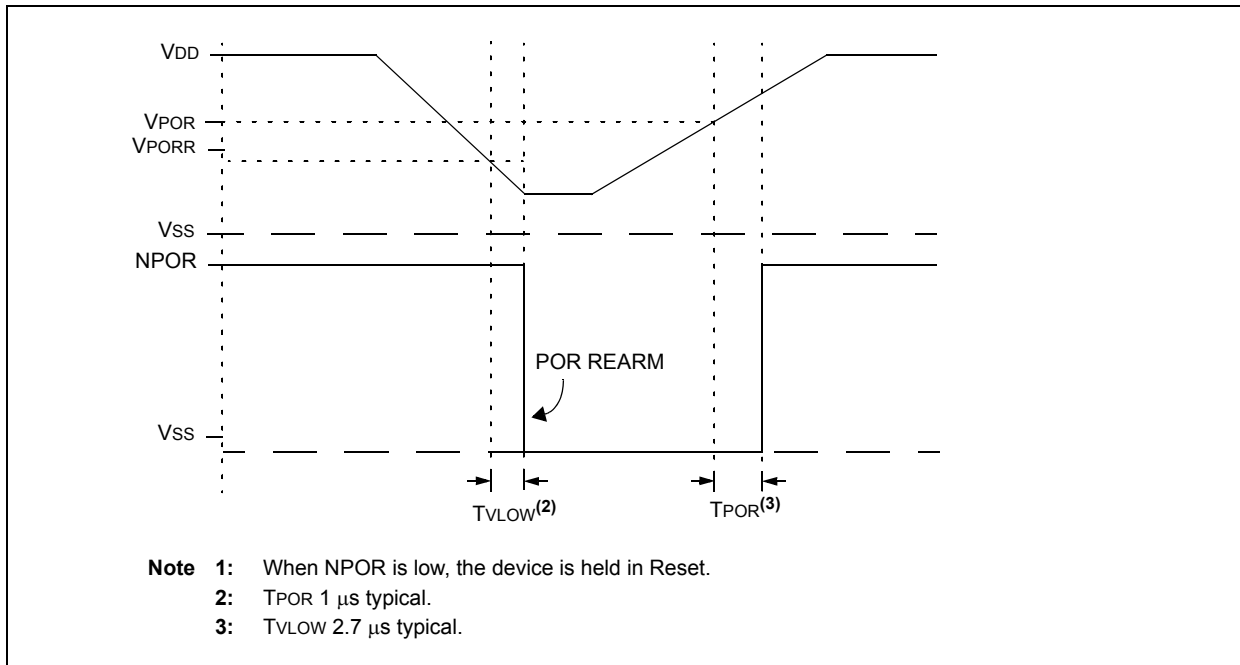 VDD
VPOR
VPORR
VSS
NPOR
POR REARM
VSS
TVLOW(2)
TPOR(3)
Note 1: When NPOR is low, the device is held in Reset.
2: TPOR 1 μs typical.
3: TVLOW 2.7 μs typical.